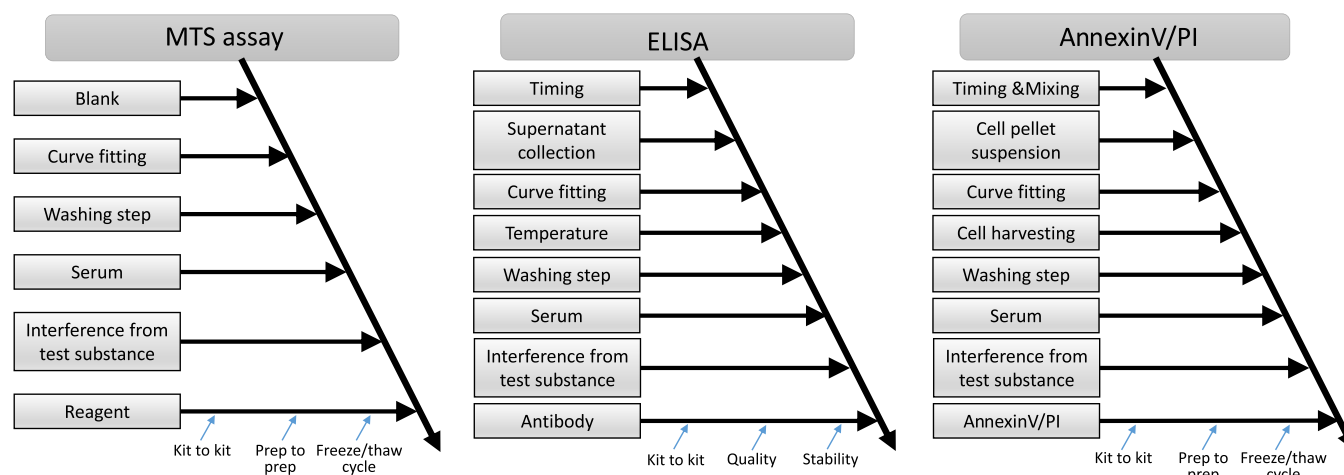 MTS assay
Blank
Curve fitting
Washing step
Serum
Interference from
test substance
Reagent
Kit to kit
Prep to
prep
Freeze/thaw
cycle
ELISA
Timing
Supernatant
collection
Curve fitting
Temperature
Washing step
Serum
Interference from
test substance
Antibody
Kit to kit
Quality
Stability
AnnexinV/PI
Timing &Mixing
Cell pellet
suspension
Curve fitting
Cell harvesting
Washing step
Serum
Interference from
test substance
AnnexinV/PI
Kit to kit
Prep to
prep
Freeze/thaw
cycle